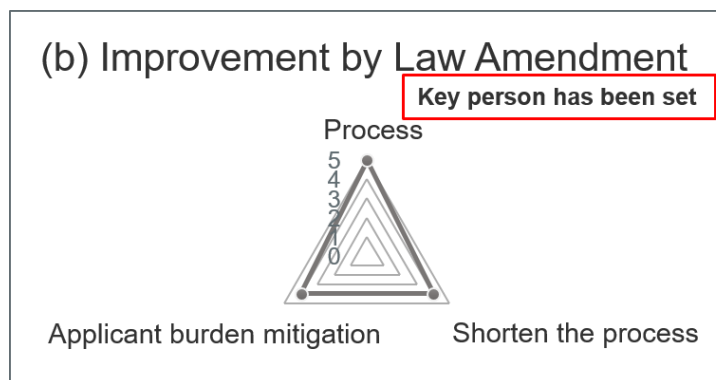 (b) Improvement by Law Amendment
Key person has been set
Process
5
4
3
2
1
0
Applicant burden mitigation
Shorten the process